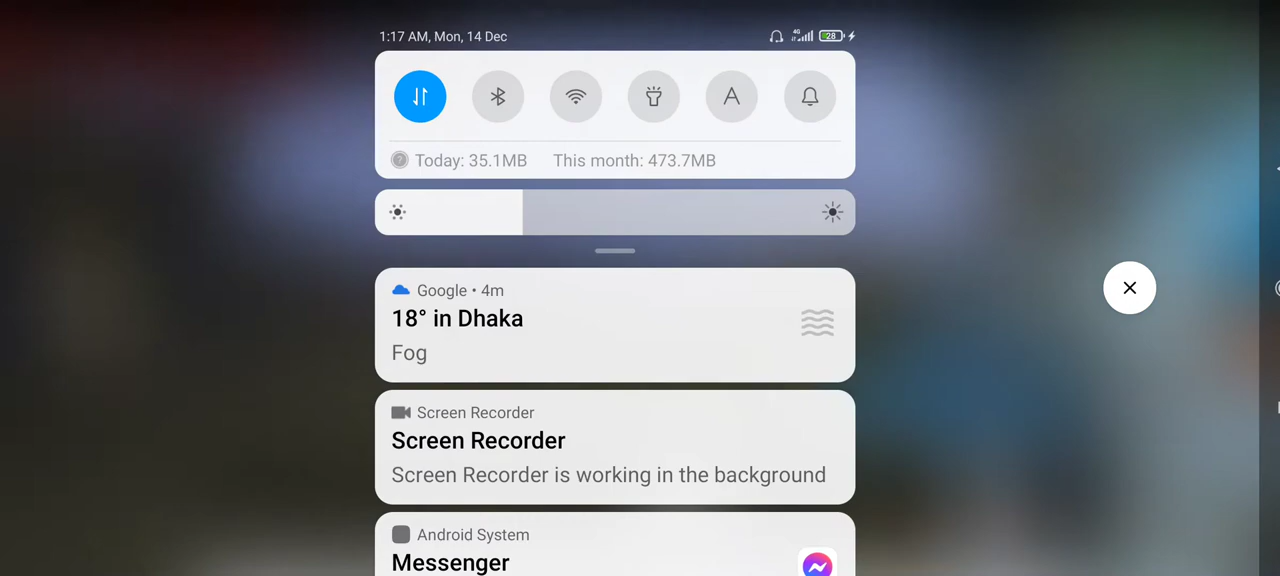 1:17 AM, Mon, 14 Dec
4G
28
Today: 35.1MB This month: 473.7MB
Google • 4m
18° in Dhaka
Fog
Screen Recorder
Screen Recorder
Screen Recorder is working in the background
Android System
Messenger